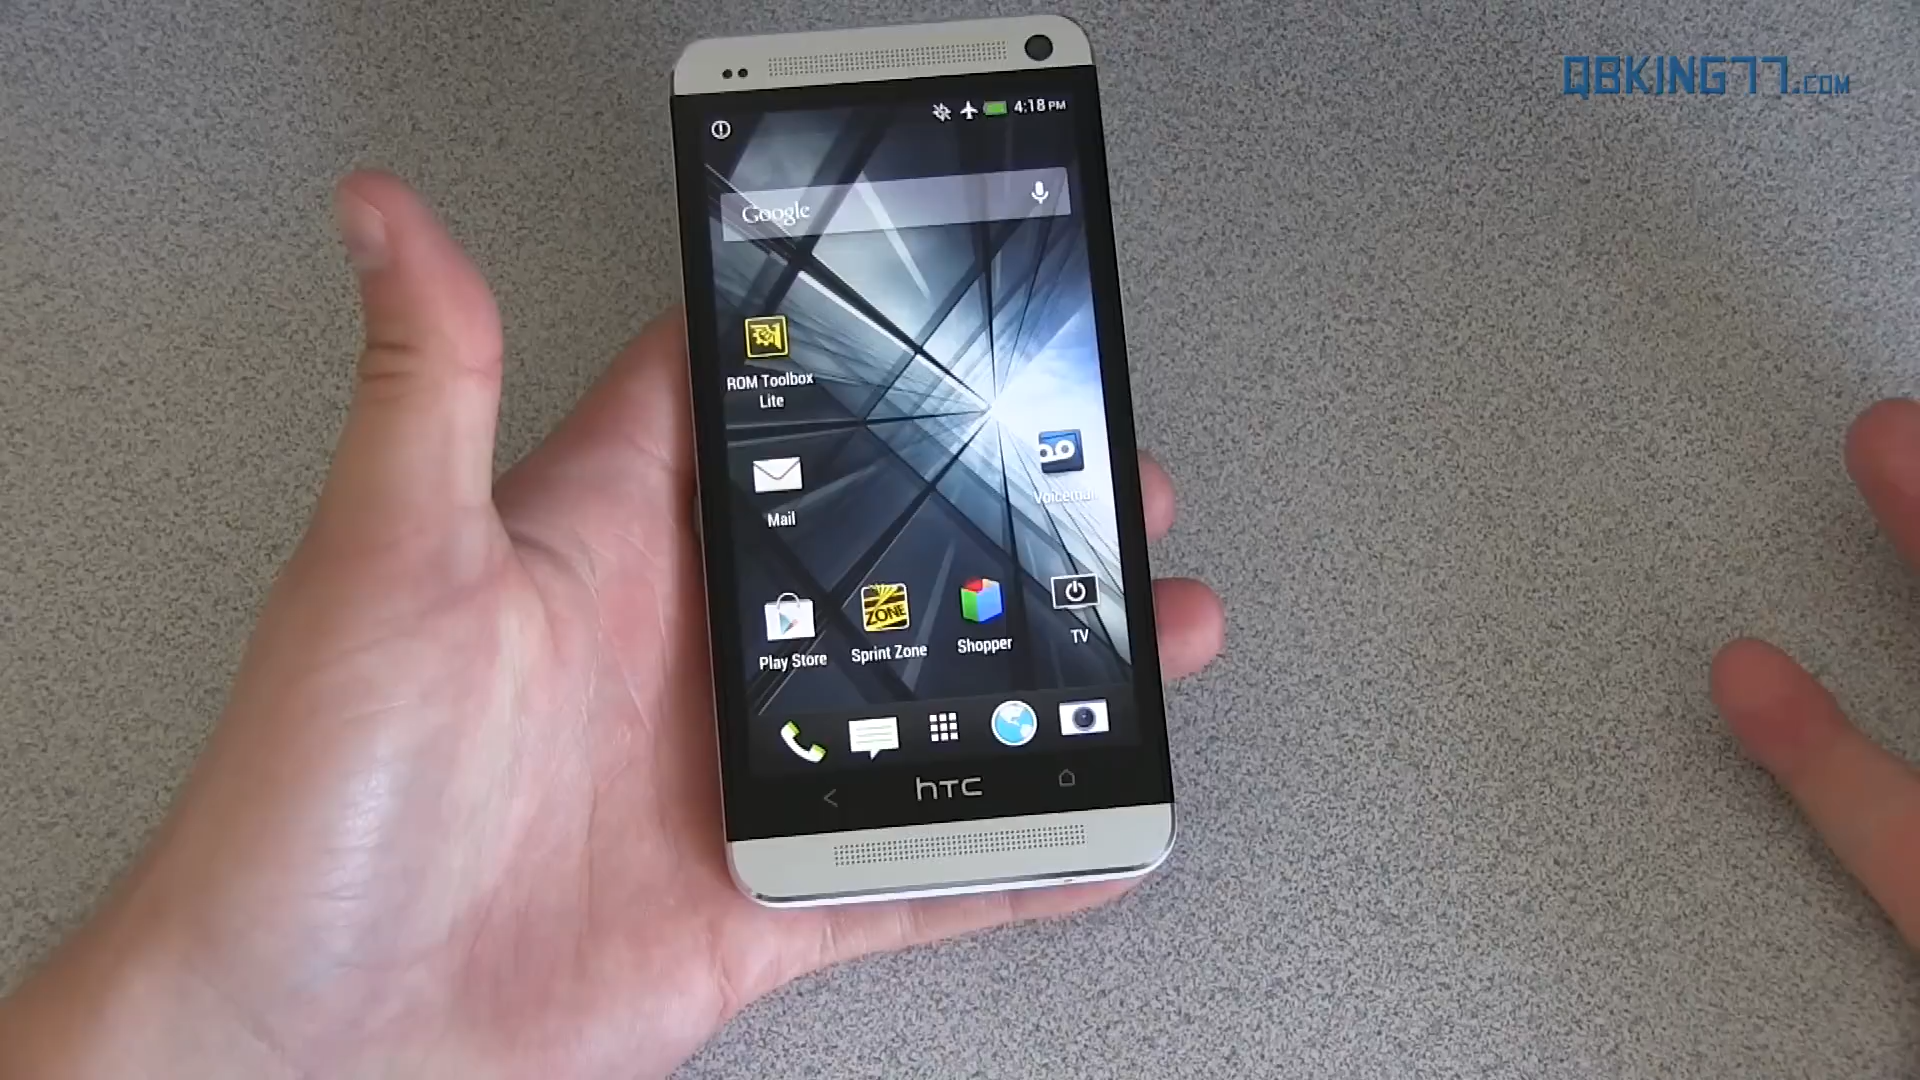 QBKING77.COM
4:18 PM
Google
ROM Toolbox
Lite
Mail
Voicemail
Play Store
ZONE
Sprint Zone
Shopper
TV
hTC